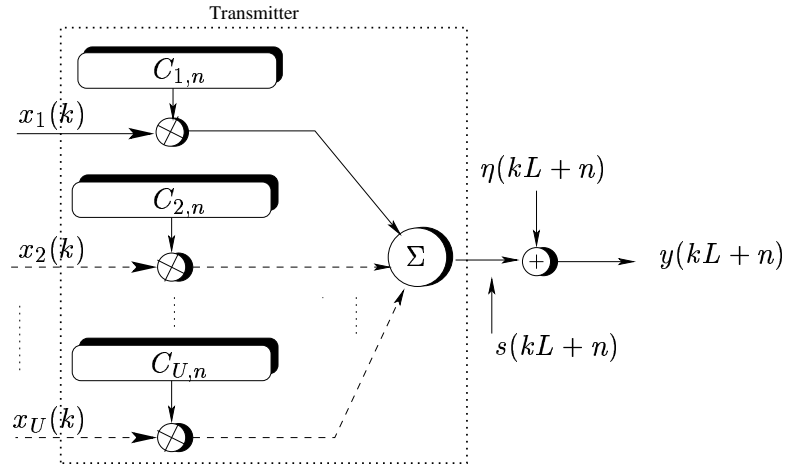 Transmitter
C_{1,n}
x_1(k)
C_{2,n}
η(kL + n)
x_2(k)
Σ
+
y(kL + n)
s(kL + n)
C_{U,n}
x_U(k)